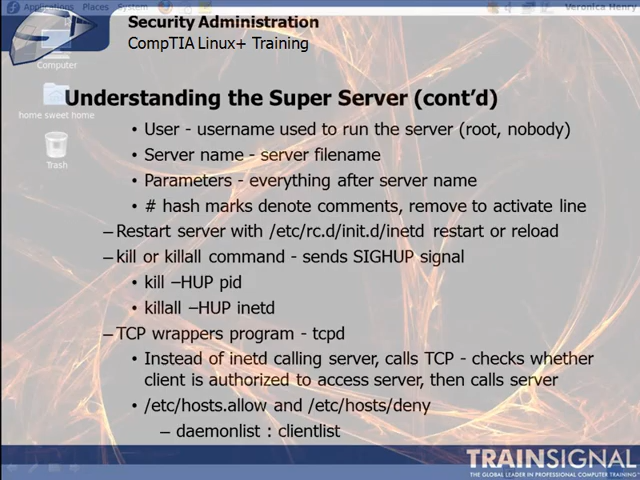 Applications Places System
Veronica Henry
Security Administration
CompTIA Linux+ Training
Computer
home sweet home
Trash
Understanding the Super Server (cont'd)
• User - username used to run the server (root, nobody)
• Server name - server filename
• Parameters - everything after server name
• # hash marks denote comments, remove to activate line
– Restart server with /etc/rc.d/init.d/inetd restart or reload
– kill or killall command - sends SIGHUP signal
• kill –HUP pid
• killall –HUP inetd
– TCP wrappers program - tcpd
• Instead of inetd calling server, calls TCP - checks whether
client is authorized to access server, then calls server
• /etc/hosts.allow and /etc/hosts/deny
– daemonlist : clientlist
TRAINSIGNAL
THE GLOBAL LEADER IN PROFESSIONAL COMPUTER TRAINING